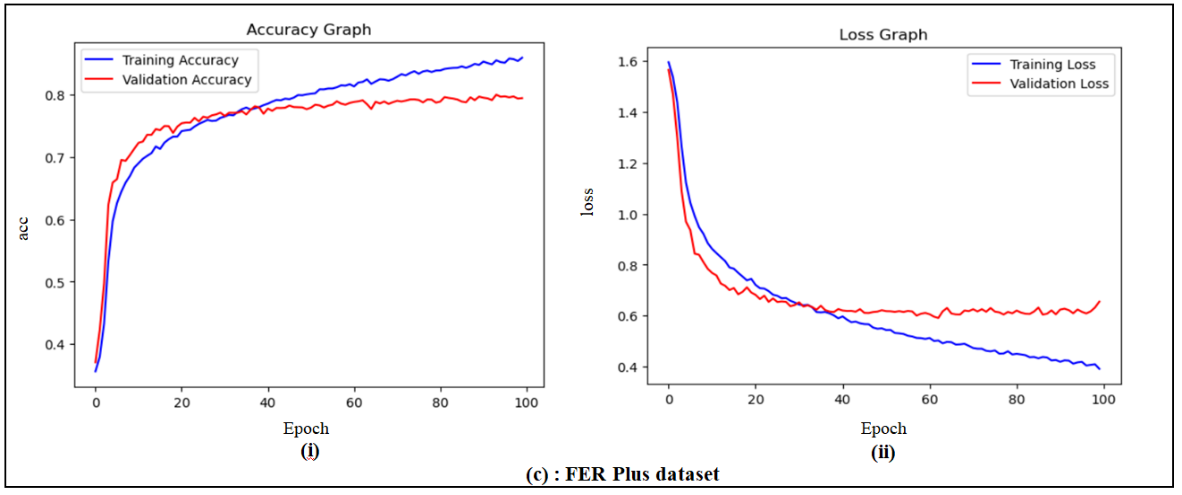 Accuracy Graph
Training Accuracy
Validation Accuracy
0.8
0.7
0.6
0.5
0.4
acc
0 20 40 60 80 100
Epoch
(i)
Loss Graph
Training Loss
Validation Loss
1.6
1.4
1.2
1.0
0.8
0.6
0.4
loss
0 20 40 60 80 100
Epoch
(ii)
(c) : FER Plus dataset